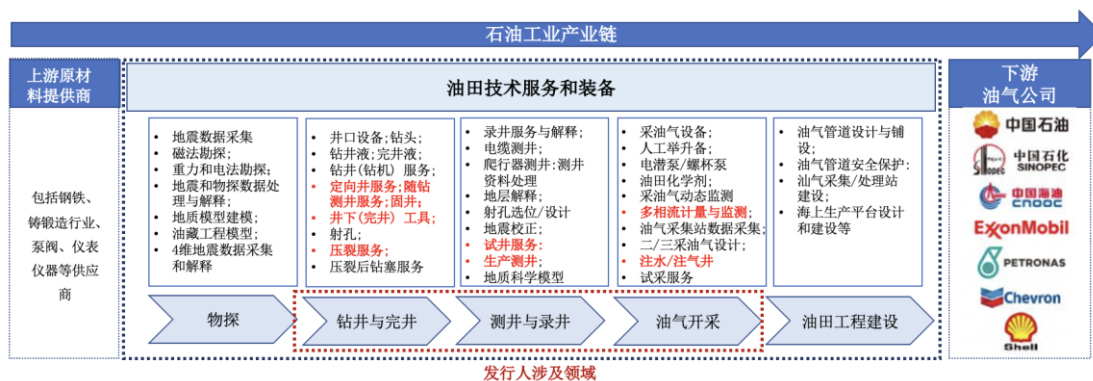 石油工业产业链
上游原材
料提供商
包括钢铁、
铸锻造行业、
泵阀、仪表
仪器等供应
商
油田技术服务和装备
• 地震数据采集
• 磁法勘探;
• 重力和电法勘探;
• 地震和物探数据处
理与解释;
• 地质模型建模;
• 油藏工程模型;
• 4维地震数据采集
和解释
• 井口设备;钻头;
• 钻井液;完井液;
• 钻井(钻机) 服务;
• 定向井服务;随钻
测井服务;固井;
• 井下(完井) 工具;
• 射孔;
• 压裂服务;
• 压裂后钻塞服务
• 录井服务与解释;
• 电缆测井;
• 爬行器测井:测井
资料处理
• 地层解释;
• 射孔选位/设计
• 地震校正;
• 试井服务:
• 生产测井;
• 地质科学模型
• 采油气设备;
• 人工举升备;
• 电潜泵/螺杯泵
• 油田化学剂;
• 采油气动态监测
• 多相流计量与监测;
• 油气采集站数据采集;
• 二/三采油气设计;
• 注水/注气井
• 试采服务
• 油气管道设计与铺
设;
• 油气管道安全保护:
• 油气采集/处理站
建设;
• 海上生产平台设计
和建设等
物探
钻井与完井
测井与录井
油气开采
油田工程建设
发行人涉及领域
下游
油气公司
中国石油
中国石化
SINOPEC
Sinopec
中国海油
CNOOC
ExxonMobil
PETRONAS
Chevron
Shell